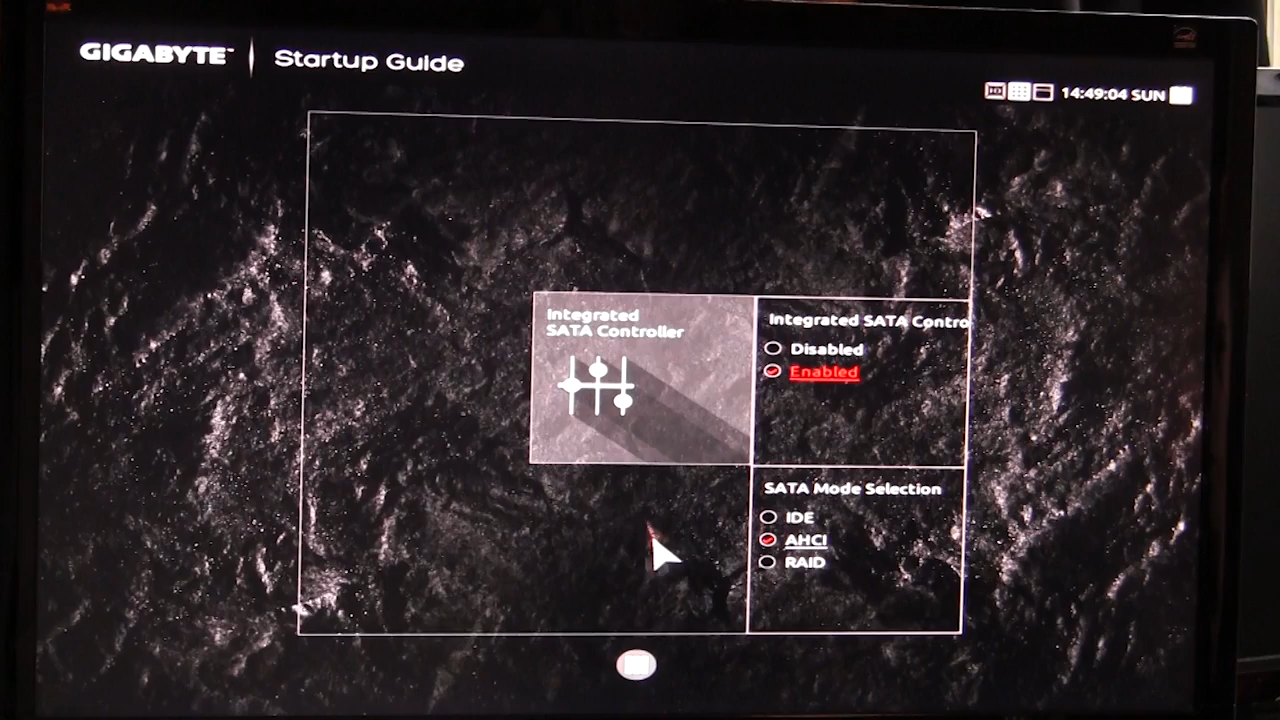 GIGABYTE™ Startup Guide
14:49:04 SUN
Integrated
SATA Controller
Integrated SATA Contro
Disabled
Enabled
SATA Mode Selection
IDE
AHCI
RAID